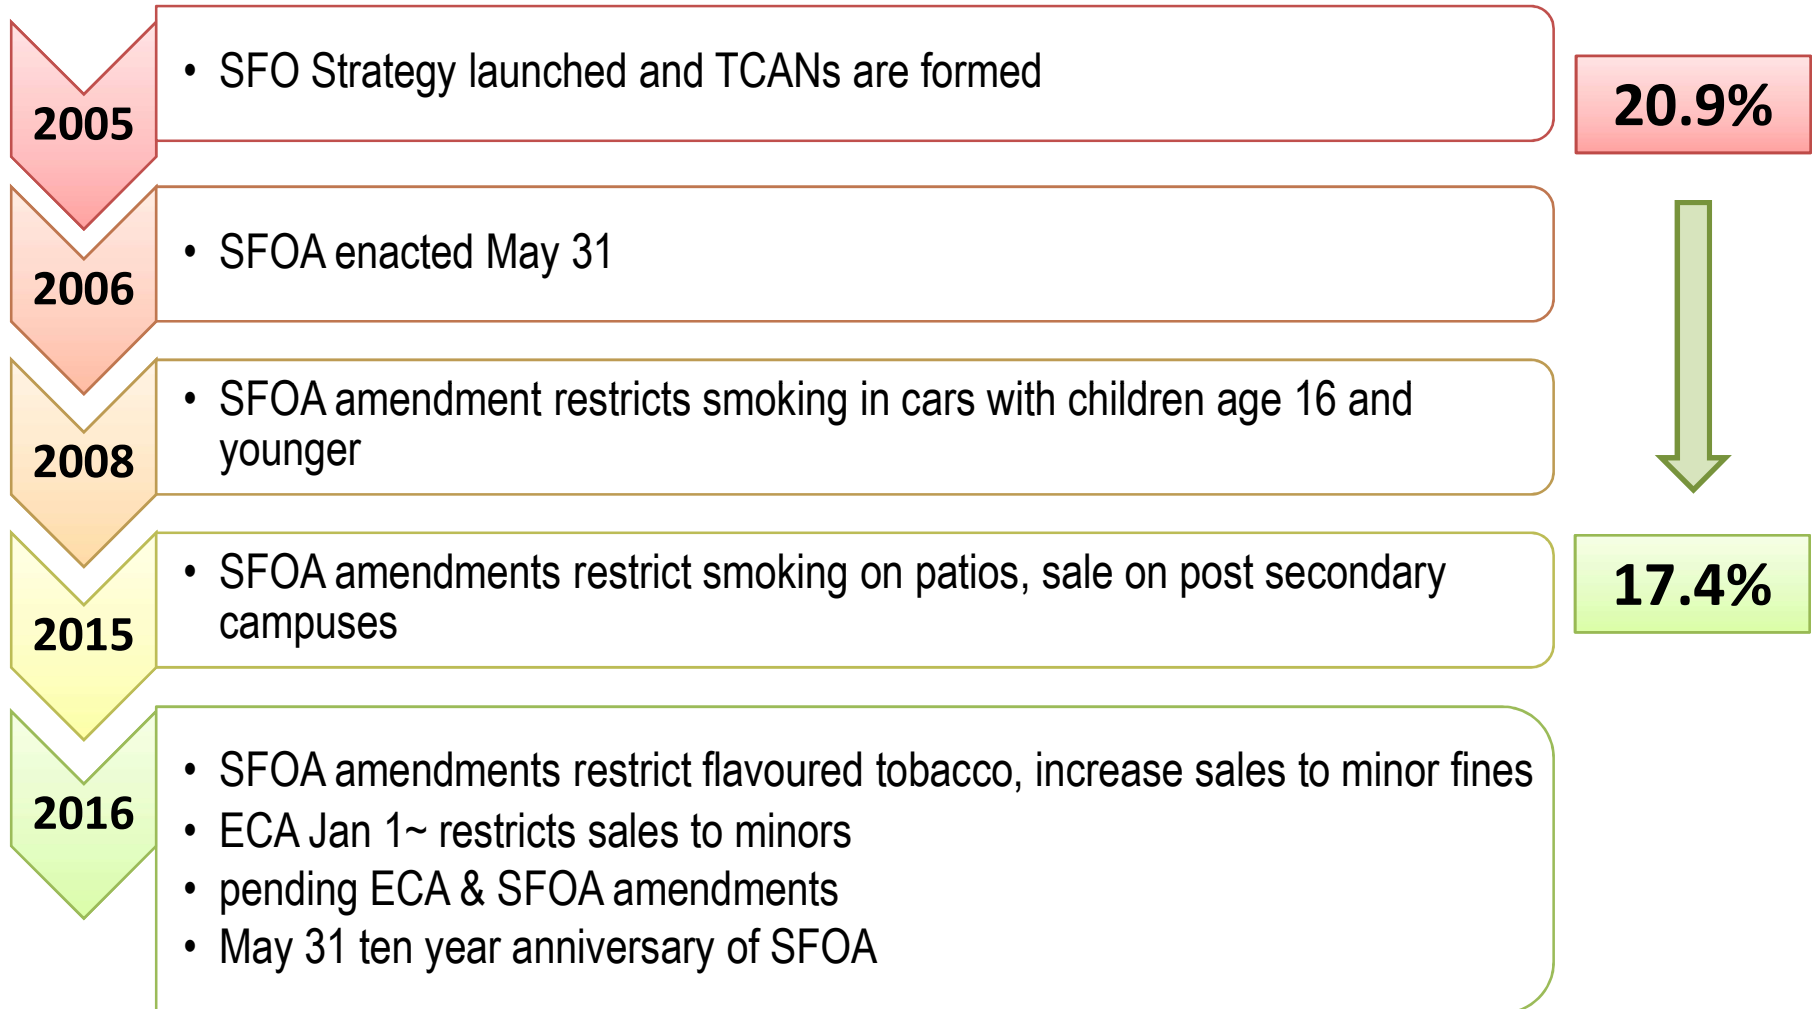 2005
• SFO Strategy launched and TCANs are formed
20.9%
2006
• SFOA enacted May 31
2008
• SFOA amendment restricts smoking in cars with children age 16 and
younger
2015
• SFOA amendments restrict smoking on patios, sale on post secondary
campuses
17.4%
2016
• SFOA amendments restrict flavoured tobacco, increase sales to minor fines
• ECA Jan 1~ restricts sales to minors
• pending ECA & SFOA amendments
• May 31 ten year anniversary of SFOA